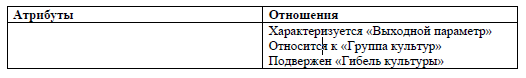 Атрибуты Отношения
Характеризуется «Выходной параметр»
Относится к «Группа культур»
Подвержен «Гибель культуры»